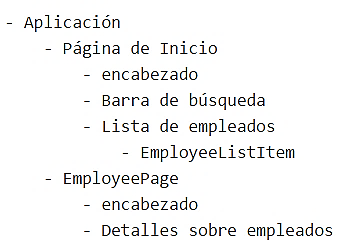 - Aplicación
- Página de Inicio
- encabezado
- Barra de búsqueda
- Lista de empleados
- EmployeeListItem
- EmployeePage
- encabezado
- Detalles sobre empleados